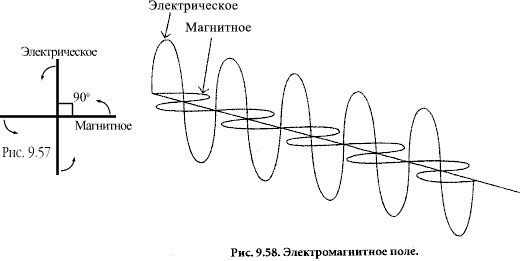 Электрическое
Магнитное
Электрическое
90°
Магнитное
Рис. 9.57
Рис. 9.58. Электромагнитное поле.